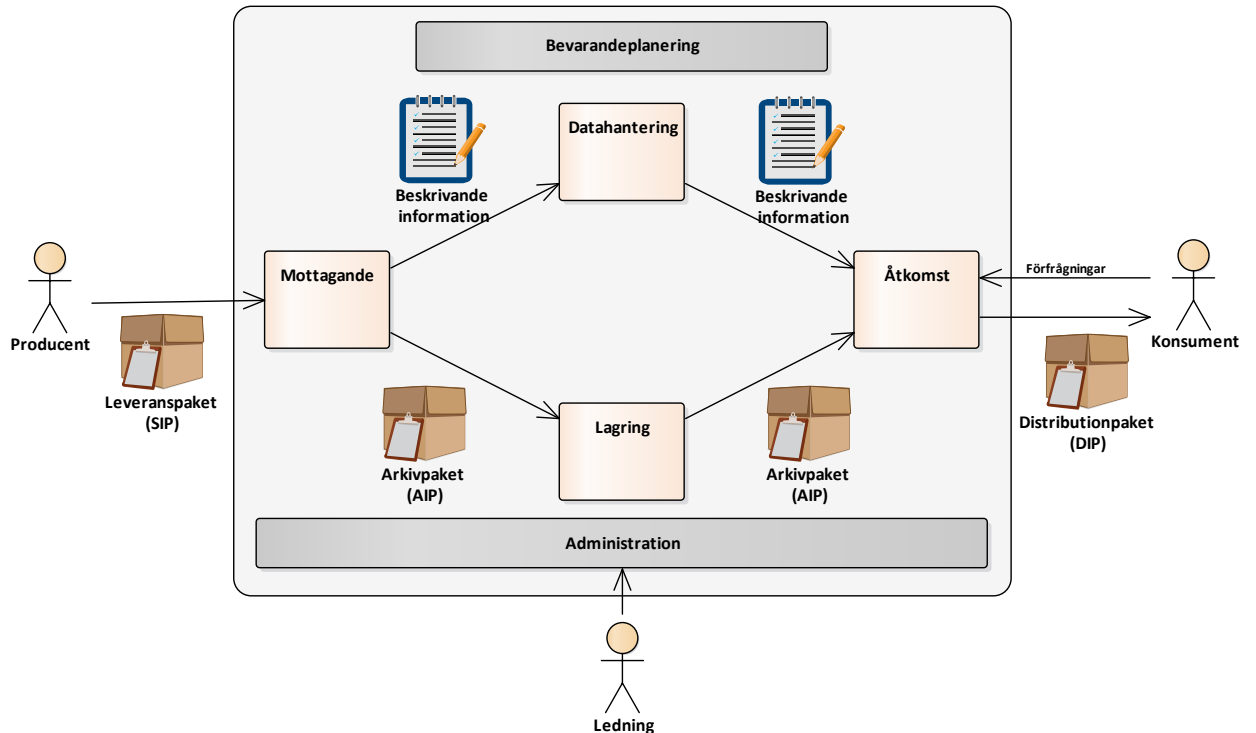 Bevarandeplanering
Datahantering
Beskrivande
information
Beskrivande
information
Mottagande
Åtkomst
Förfrågningar
Producent
Konsument
Leveranspaket
(SIP)
Lagring
Distributionpaket
(DIP)
Arkivpaket
(AIP)
Arkivpaket
(AIP)
Administration
Ledning